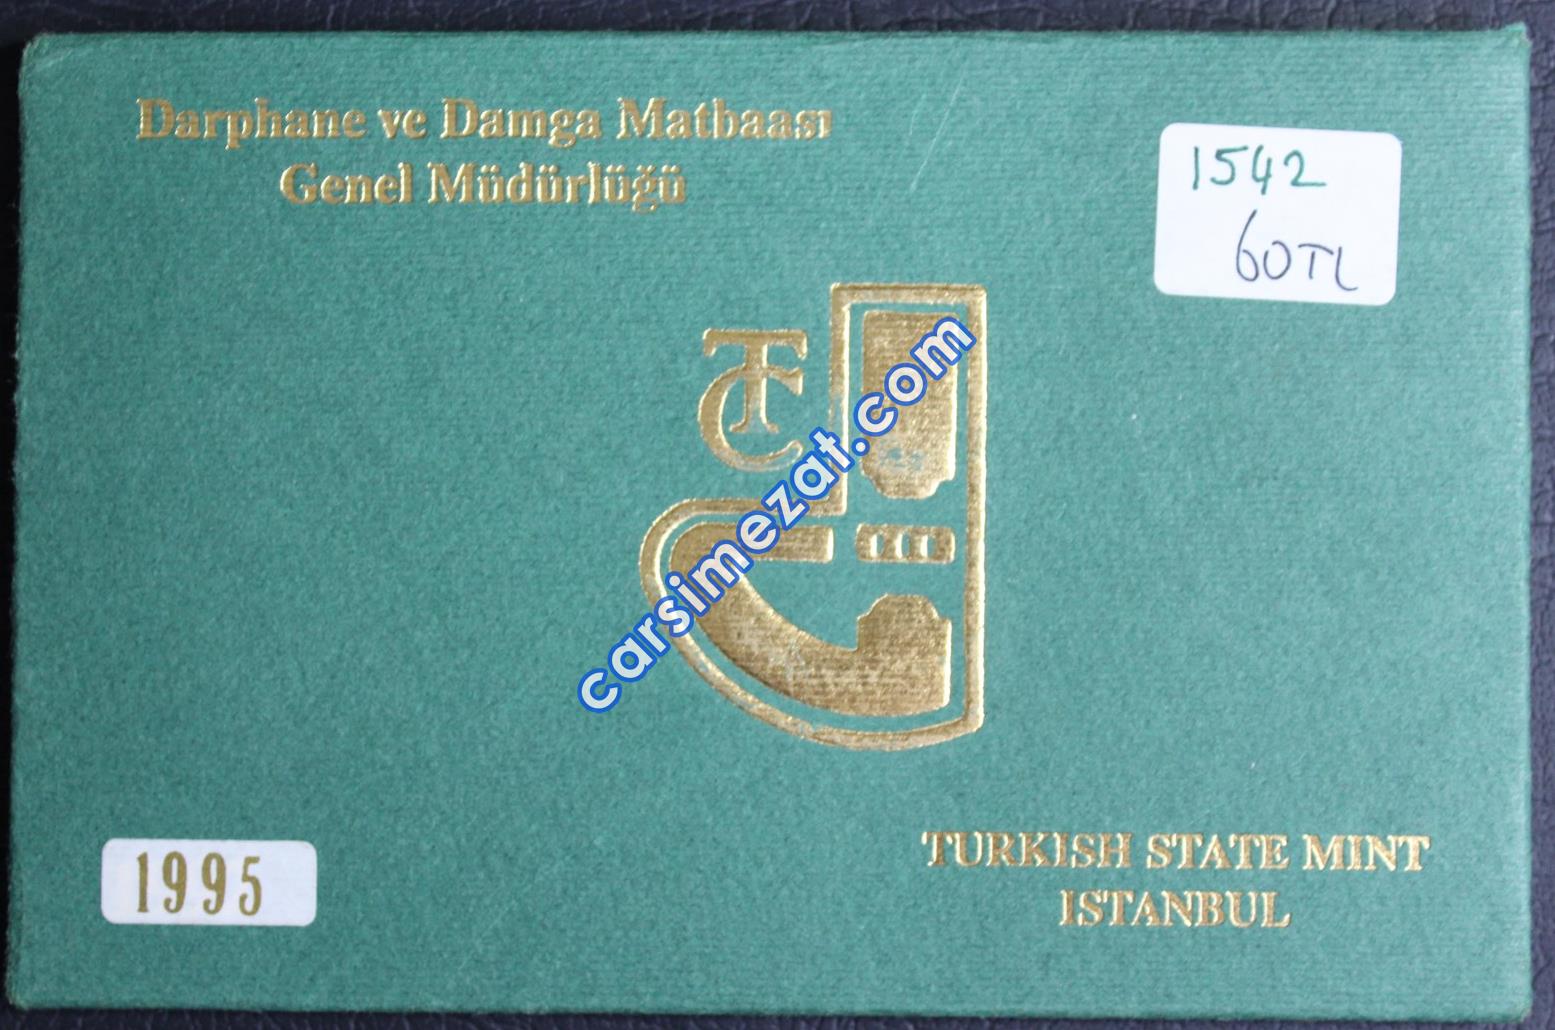 Darphane ve Damga Matbaası
Genel Müdürlüğü
1542
60TL
TC
carsimezat.com
1995
TURKISH STATE MINT
ISTANBUL